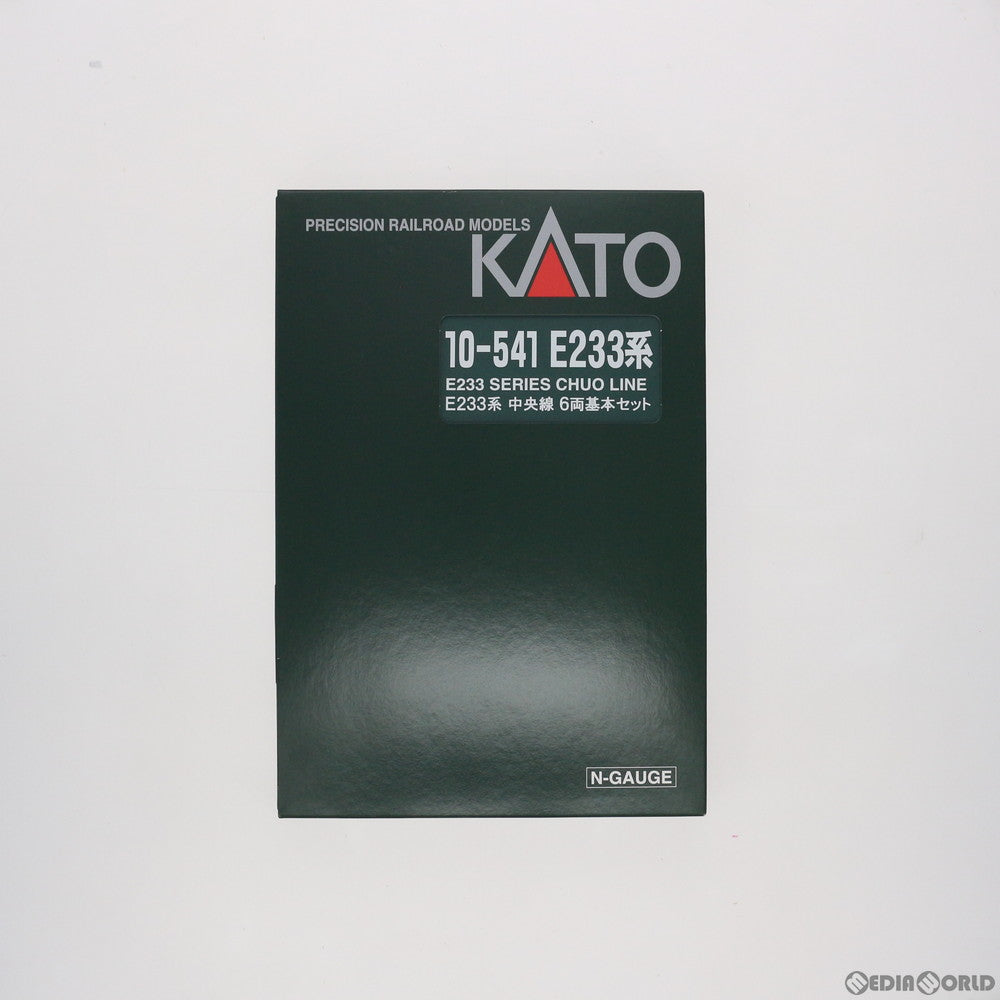 PRECISION RAILROAD MODELS
KATO
10-541 E233系
E233 SERIES CHUO LINE
E233系 中央線 6両基本セット
N-GAUGE
MEDIAWORLD